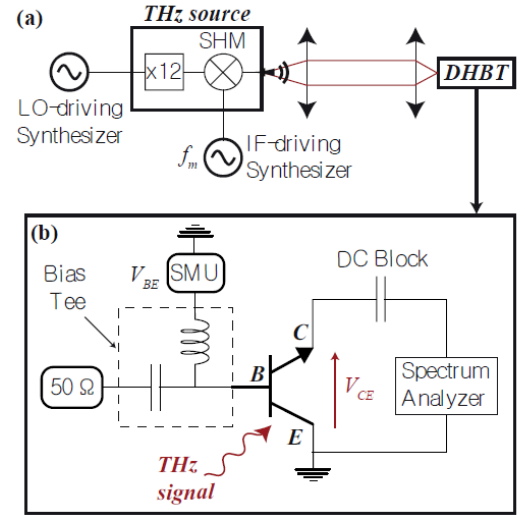 (a)
THz source
SHM
x12
DHBT
LO-driving
Synthesizer
f_m
IF-driving
Synthesizer
(b)
DC Block
Bias
Tee
V_BE
SMU
C
50 Ω
B
V_CE
Spectrum
Analyzer
E
THz
signal